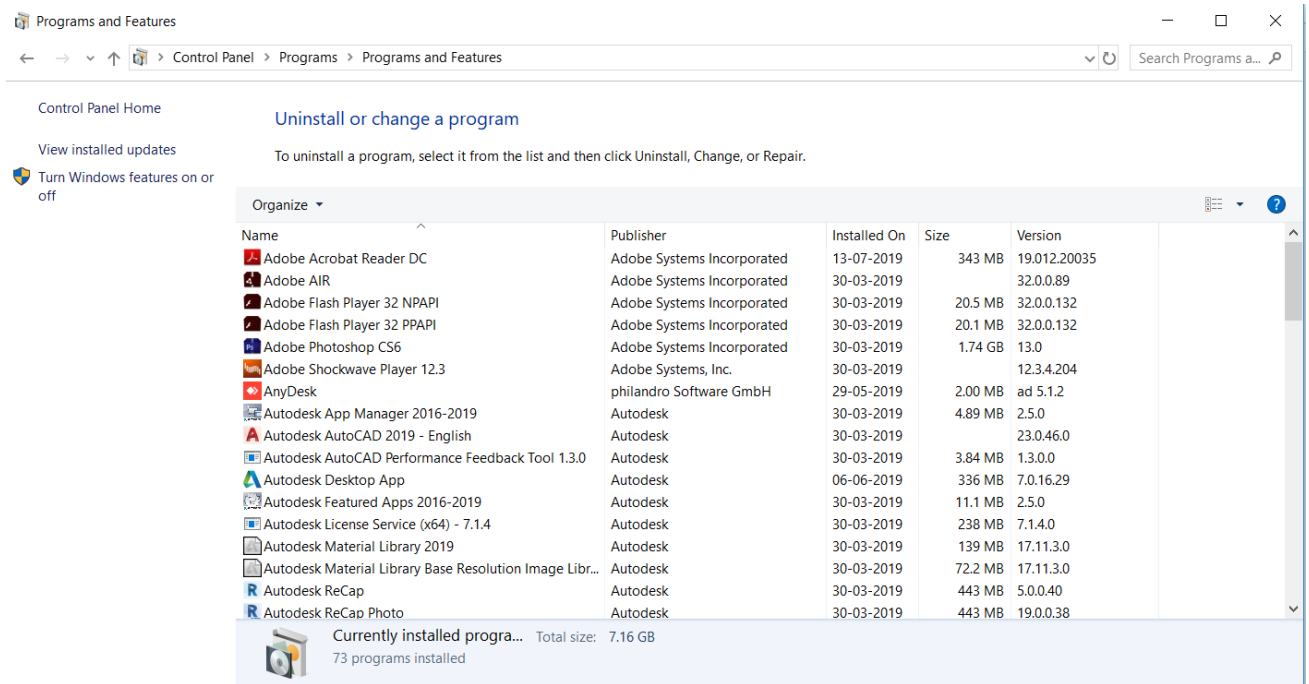 Programs and Features
Control Panel > Programs > Programs and Features
Search Programs a...
Control Panel Home
View installed updates
Turn Windows features on or
off
Uninstall or change a program
To uninstall a program, select it from the list and then click Uninstall, Change, or Repair.
Organize
?
Name Publisher Installed On Size Version
Adobe Acrobat Reader DC Adobe Systems Incorporated 13-07-2019 343 MB 19.012.20035
Adobe AIR Adobe Systems Incorporated 30-03-2019 32.0.0.89
Adobe Flash Player 32 NPAPI Adobe Systems Incorporated 30-03-2019 20.5 MB 32.0.0.132
Adobe Flash Player 32 PPAPI Adobe Systems Incorporated 30-03-2019 20.1 MB 32.0.0.132
Ps Adobe Photoshop CS6 Adobe Systems Incorporated 30-03-2019 1.74 GB 13.0
Adobe Shockwave Player 12.3 Adobe Systems, Inc. 30-03-2019 12.3.4.204
AnyDesk philandro Software GmbH 29-05-2019 2.00 MB ad 5.1.2
Autodesk App Manager 2016-2019 Autodesk 30-03-2019 4.89 MB 2.5.0
A Autodesk AutoCAD 2019 - English Autodesk 30-03-2019 23.0.46.0
Autodesk AutoCAD Performance Feedback Tool 1.3.0 Autodesk 30-03-2019 3.84 MB 1.3.0.0
Autodesk Desktop App Autodesk 06-06-2019 336 MB 7.0.16.29
Autodesk Featured Apps 2016-2019 Autodesk 30-03-2019 11.1 MB 2.5.0
Autodesk License Service (x64) - 7.1.4 Autodesk 30-03-2019 238 MB 7.1.4.0
Autodesk Material Library 2019 Autodesk 30-03-2019 139 MB 17.11.3.0
Autodesk Material Library Base Resolution Image Libr... Autodesk 30-03-2019 72.2 MB 17.11.3.0
R Autodesk ReCap Autodesk 30-03-2019 443 MB 5.0.0.40
R Autodesk ReCap Photo Autodesk 30-03-2019 443 MB 19.0.0.38
Currently installed progra... Total size: 7.16 GB
73 programs installed